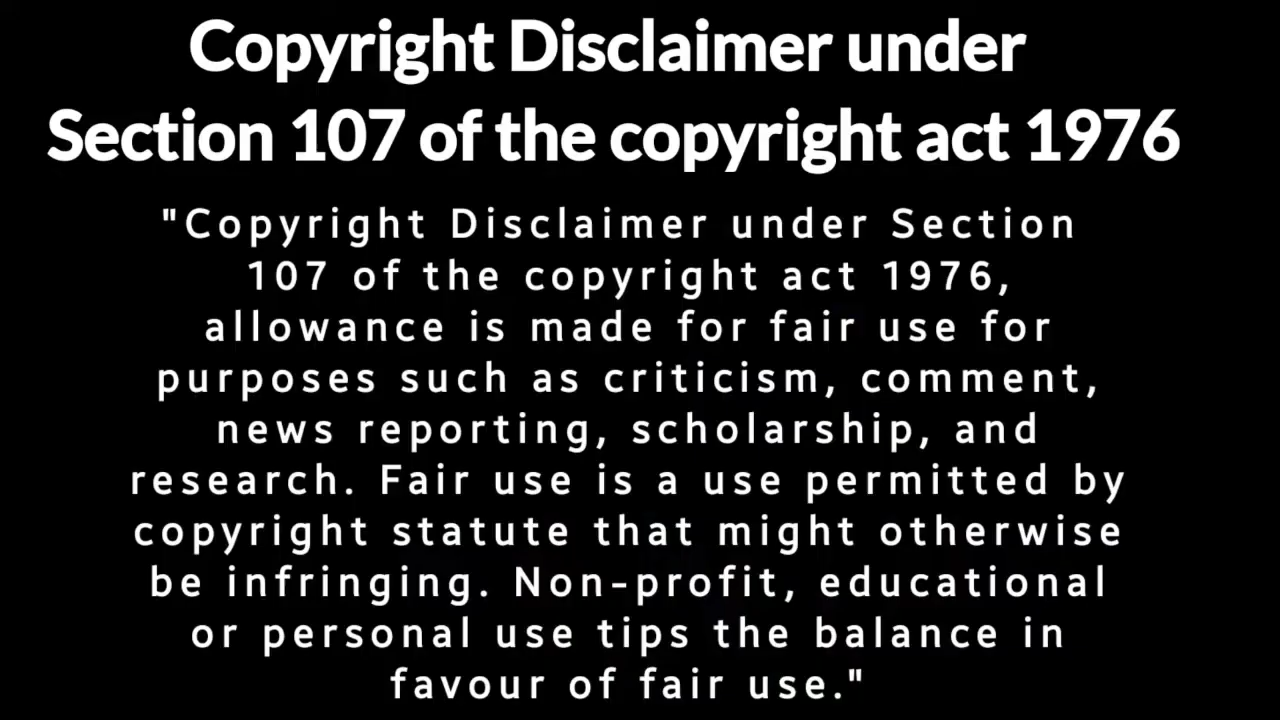 Copyright Disclaimer under
Section 107 of the copyright act 1976
"Copyright Disclaimer under Section
107 of the copyright act 1976,
allowance is made for fair use for
purposes such as criticism, comment,
news reporting, scholarship, and
research. Fair use is a use permitted by
copyright statute that might otherwise
be infringing. Non-profit, educational
or personal use tips the balance in
favour of fair use."